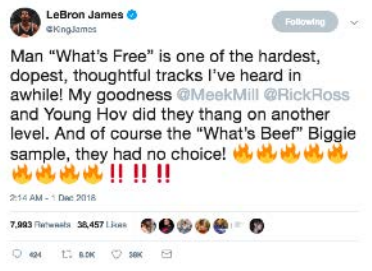 LeBron James
@KingJames
Following
Man “What’s Free” is one of the hardest,
dopest, thoughtful tracks I’ve heard in
awhile! My goodness @MeekMill @RickRoss
and Young Hov did they thang on another
level. And of course the “What’s Beef” Biggie
sample, they had no choice! 🔥🔥🔥🔥🔥
🔥🔥🔥🔥‼️ ‼️ ‼️
2:14 AM - 1 Dec 2018
7,993 Retweets 38,457 Likes
424 8.0K 38K